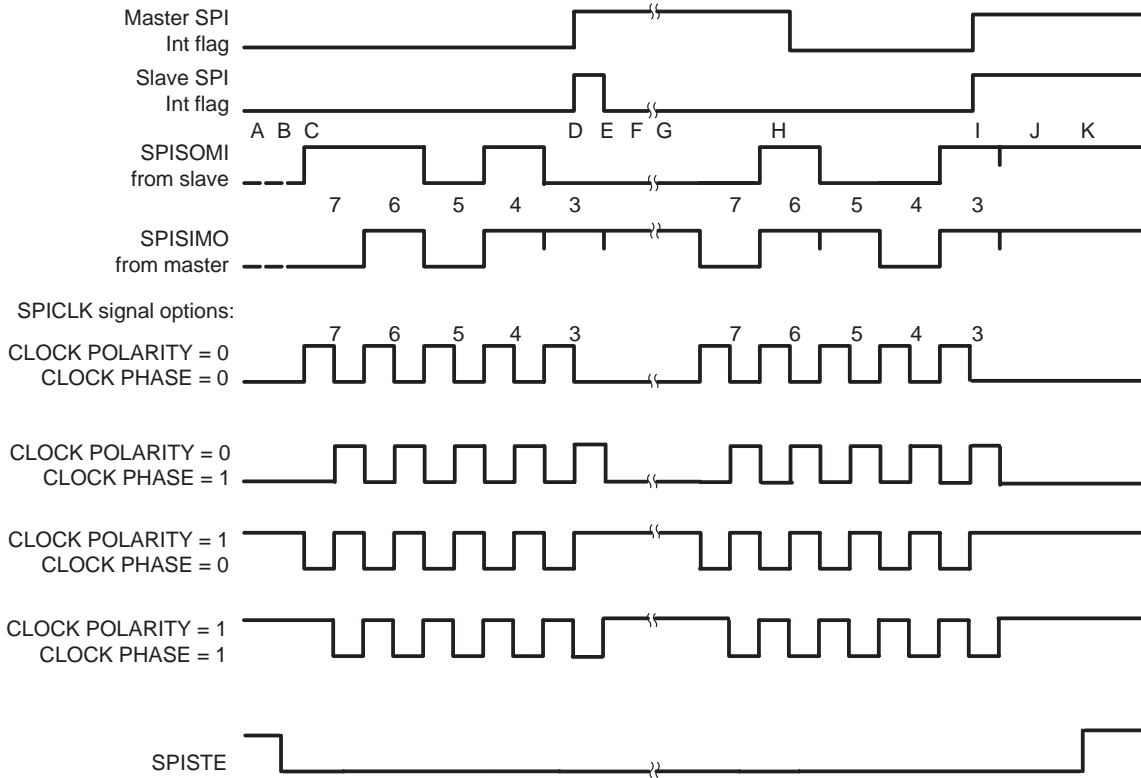 Master SPI
Int flag
Slave SPI
Int flag
A B C D E F G H I J K
SPISOMI
from slave
7 6 5 4 3 7 6 5 4 3
SPISIMO
from master
SPICLK signal options:
7 6 5 4 3 7 6 5 4 3
CLOCK POLARITY = 0
CLOCK PHASE = 0
CLOCK POLARITY = 0
CLOCK PHASE = 1
CLOCK POLARITY = 1
CLOCK PHASE = 0
CLOCK POLARITY = 1
CLOCK PHASE = 1
SPISTE